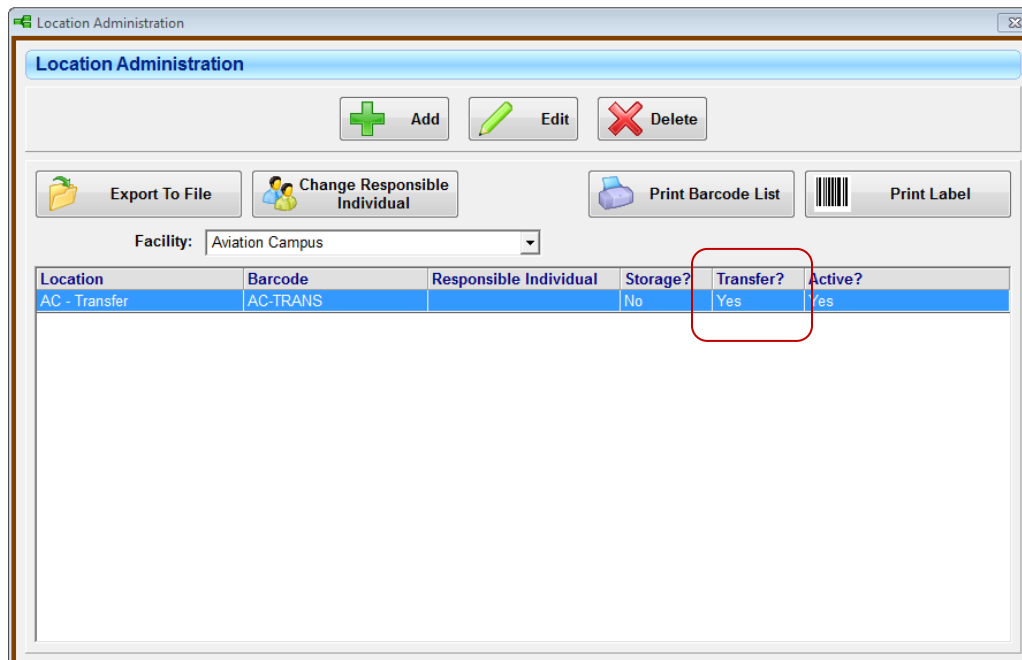 Location Administration
Location Administration
Add Edit Delete
Export To File Change Responsible Individual Print Barcode List Print Label
Facility: Aviation Campus
Location Barcode Responsible Individual Storage? Transfer? Active?
AC - Transfer AC-TRANS No Yes Yes